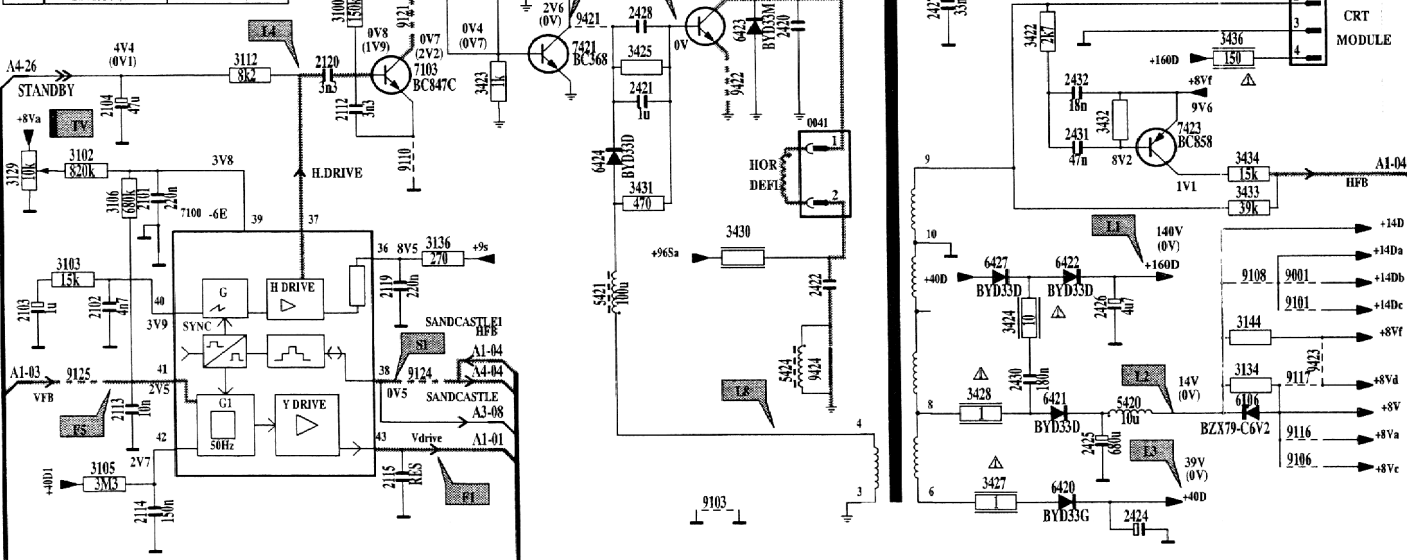 3100
150k
9121
2V6
(0V)
9421
2428
6423
BYD33M
2420
2427
33n
3422
2k7
3
4
CRT
MODULE
3436
150
+160D
L4
4V4
(0V1)
0V8
(1V9)
0V7
(2V2)
0V4
(0V7)
7421
BC368
3425
0V
9422
A4-26
STANDBY
3112
8k2
2120
3n3
7103
BC847C
3423
1k
2432
18n
+8Vf
9V6
2104
47u
2112
3n3
2421
1u
3432
TV
+8Va
0041
1
2431
47n
8V2
7423
BC858
3129
10k
3102
820k
3V8
9110
6424
BYD33D
HOR
DEFL
9
3434
15k
A1-04
HFB
1V1
3106
680k
2101
220n
H.DRIVE
3431
470
2
3433
39k
7100 -6E
39
37
L1
140V
(0V)
+14D
10
36
8V5
3136
270
+9s
3430
+96Sa
+40D
6427
BYD33D
6422
BYD33D
+160D
+14Da
9108
9001
+14Db
9101
+14Dc
3103
15k
G
H DRIVE
2119
220n
5421
100u
2422
3424
10
2426
4u7
2103
1u
2102
4n7
40
3V9
SYNC
SANDCASTLE1
HFB
A1-04
S1
3144
+8Vf
9423
5424
9424
2430
180n
A1-03
VFB
9125
41
2V5
38
0V5
9124
A4-04
SANDCASTLE
L8
3428
1
6421
BYD33D
L2
14V
(0V)
3134
9117
+8Vd
2113
10n
F5
G1
50Hz
Y DRIVE
A3-08
8
5420
10u
6106
BZX79-C6V2
+8V
42
2V7
43
Vdrive
A1-01
4
2425
680u
L3
39V
(0V)
9116
+8Va
9106
+8Vc
+40D1
3105
3M3
2115
RES
F1
3427
1
2114
150n
9103
3
6
6420
BYD33G
+40D
2424